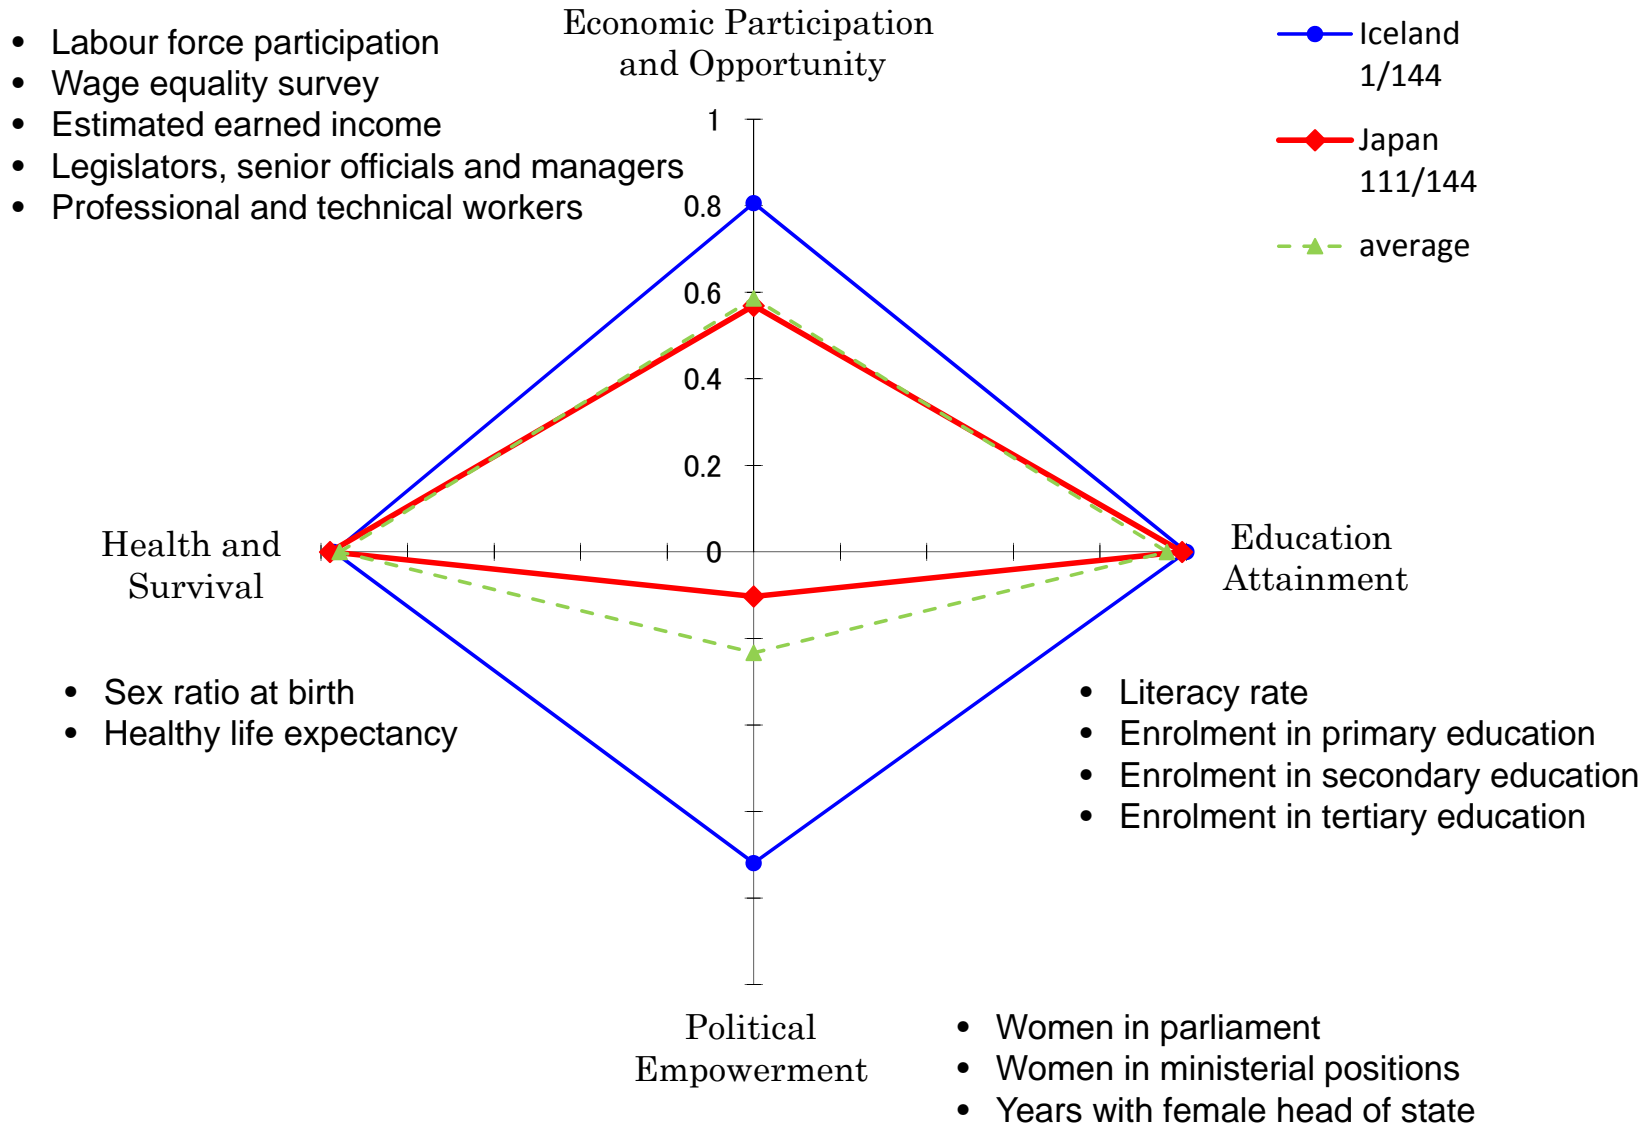 • Labour force participation
• Wage equality survey
• Estimated earned income
• Legislators, senior officials and managers
• Professional and technical workers
Economic Participation
and Opportunity
Iceland
1/144
Japan
111/144
average
1
0.8
0.6
0.4
0.2
0
Health and
Survival
• Sex ratio at birth
• Healthy life expectancy
Education
Attainment
• Literacy rate
• Enrolment in primary education
• Enrolment in secondary education
• Enrolment in tertiary education
Political
Empowerment
• Women in parliament
• Women in ministerial positions
• Years with female head of state